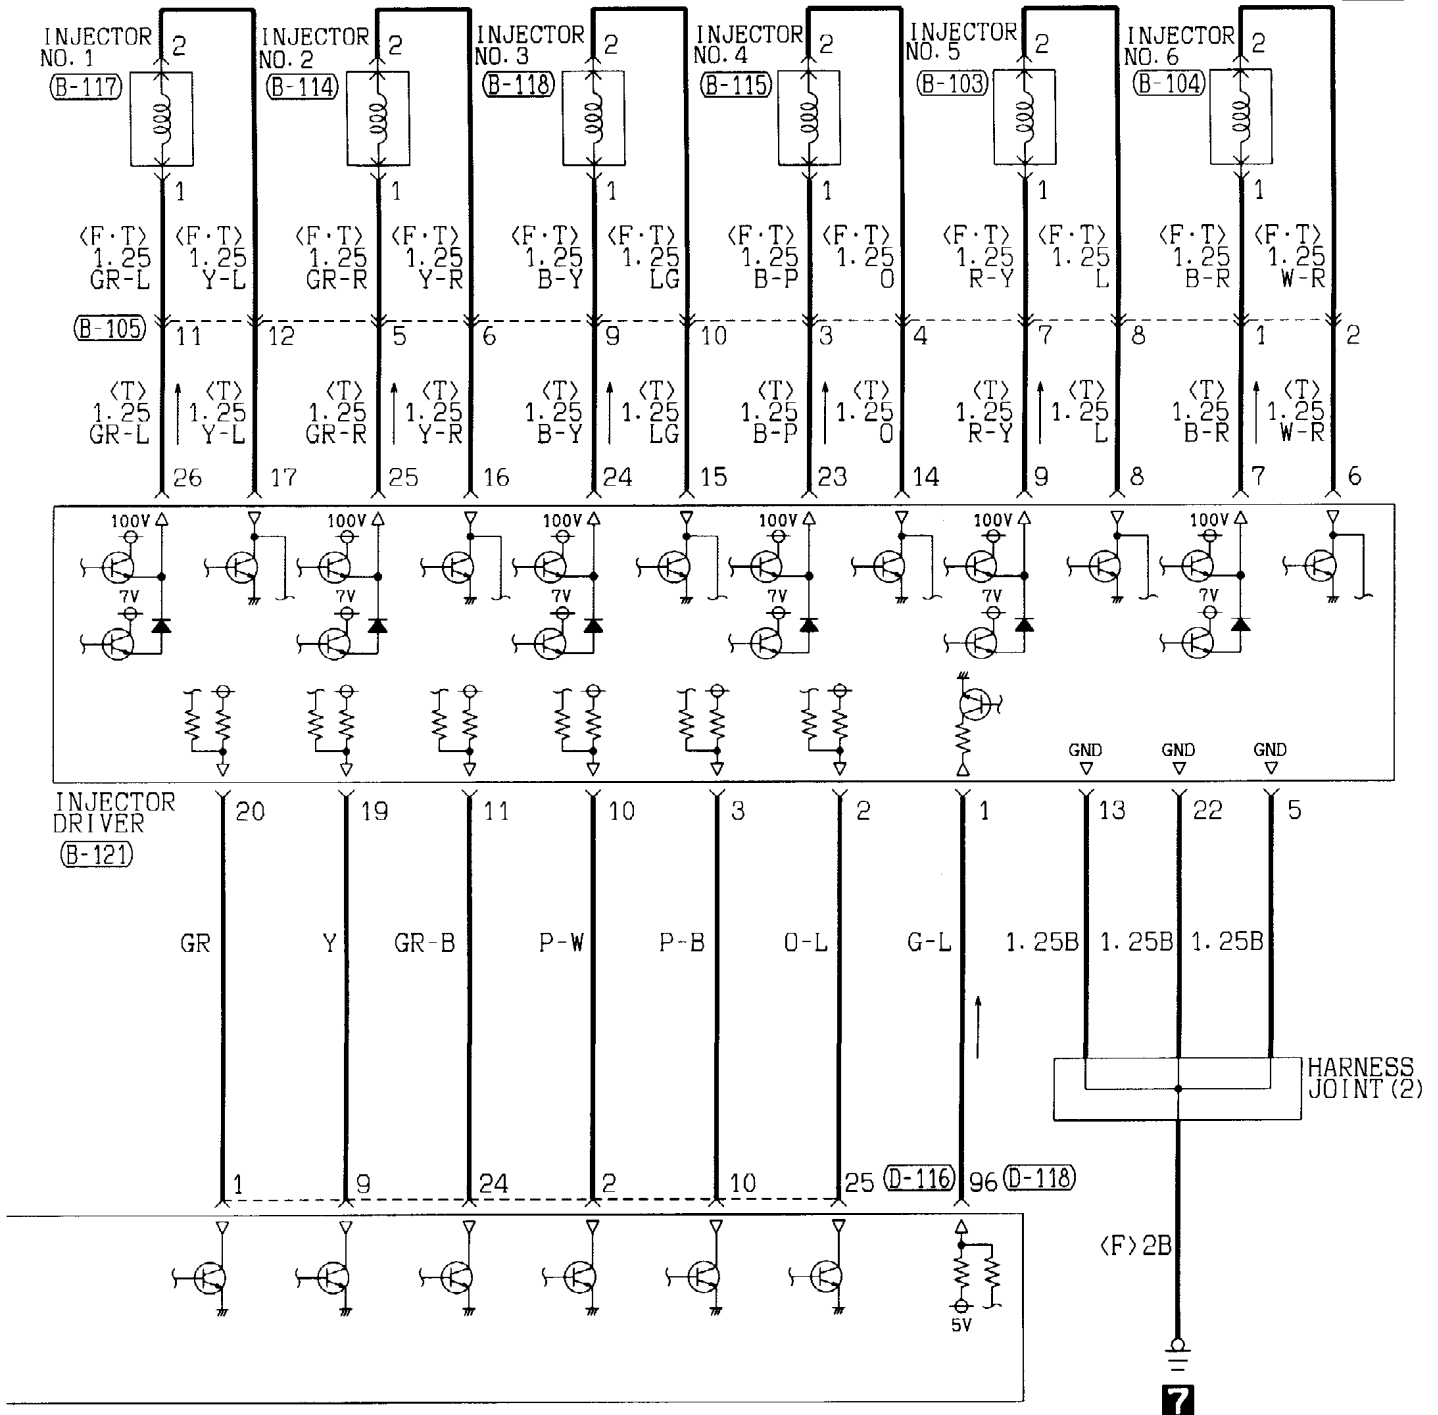 INJECTOR NO. 1 2
INJECTOR NO. 2 2
INJECTOR NO. 3 2
INJECTOR NO. 4 2
INJECTOR NO. 5 2
INJECTOR NO. 6 2
B-117 B-114 B-118 B-115 B-103 B-104
1 1 1 1 1 1
<F·T> <F·T> <F·T> <F·T> <F·T> <F·T> <F·T> <F·T> <F·T> <F·T> <F·T> <F·T>
1.25 1.25 1.25 1.25 1.25 1.25 1.25 1.25 1.25 1.25 1.25 1.25
GR-L Y-L GR-R Y-R B-Y LG B-P O R-Y L B-R W-R
B-105 11 12 5 6 9 10 3 4 7 8 1 2
<T> <T> <T> <T> <T> <T> <T> <T> <T> <T> <T> <T>
1.25 1.25 1.25 1.25 1.25 1.25 1.25 1.25 1.25 1.25 1.25 1.25
GR-L Y-L GR-R Y-R B-Y LG B-P O R-Y L B-R W-R
26 17 25 16 24 15 23 14 9 8 7 6
100V 100V 100V 100V 100V 100V
7V 7V 7V 7V 7V 7V
GND GND GND
INJECTOR
DRIVER
B-121
20 19 11 10 3 2 1 13 22 5
GR Y GR-B P-W P-B O-L G-L 1.25B 1.25B 1.25B
HARNESS
JOINT(2)
1 9 24 2 10 25 D-116 96 D-118
<F>2B
5V
7